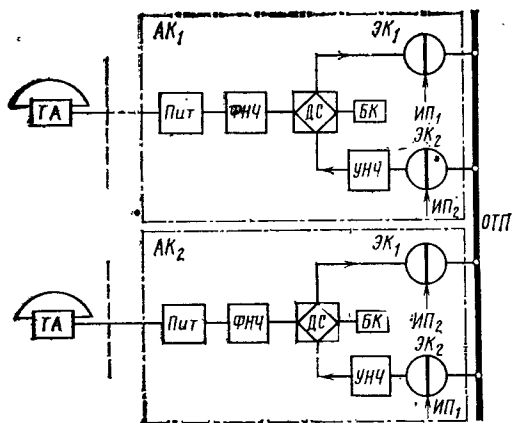 АК₁
ЭК₁
ТА
Пит
ФНЧ
ДС
БК
ИП₁
ЭК₂
УНЧ
ИП₂
ОТП
АК₂
ЭК₁
ТА
Пит
ФНЧ
ДС
БК
ИП₂
ЭК₂
УНЧ
ИП₁